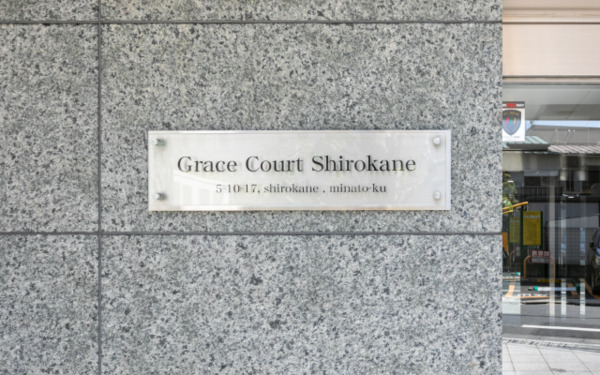 Grace Court Shirokane
5-10-17, shirokane , minato-ku